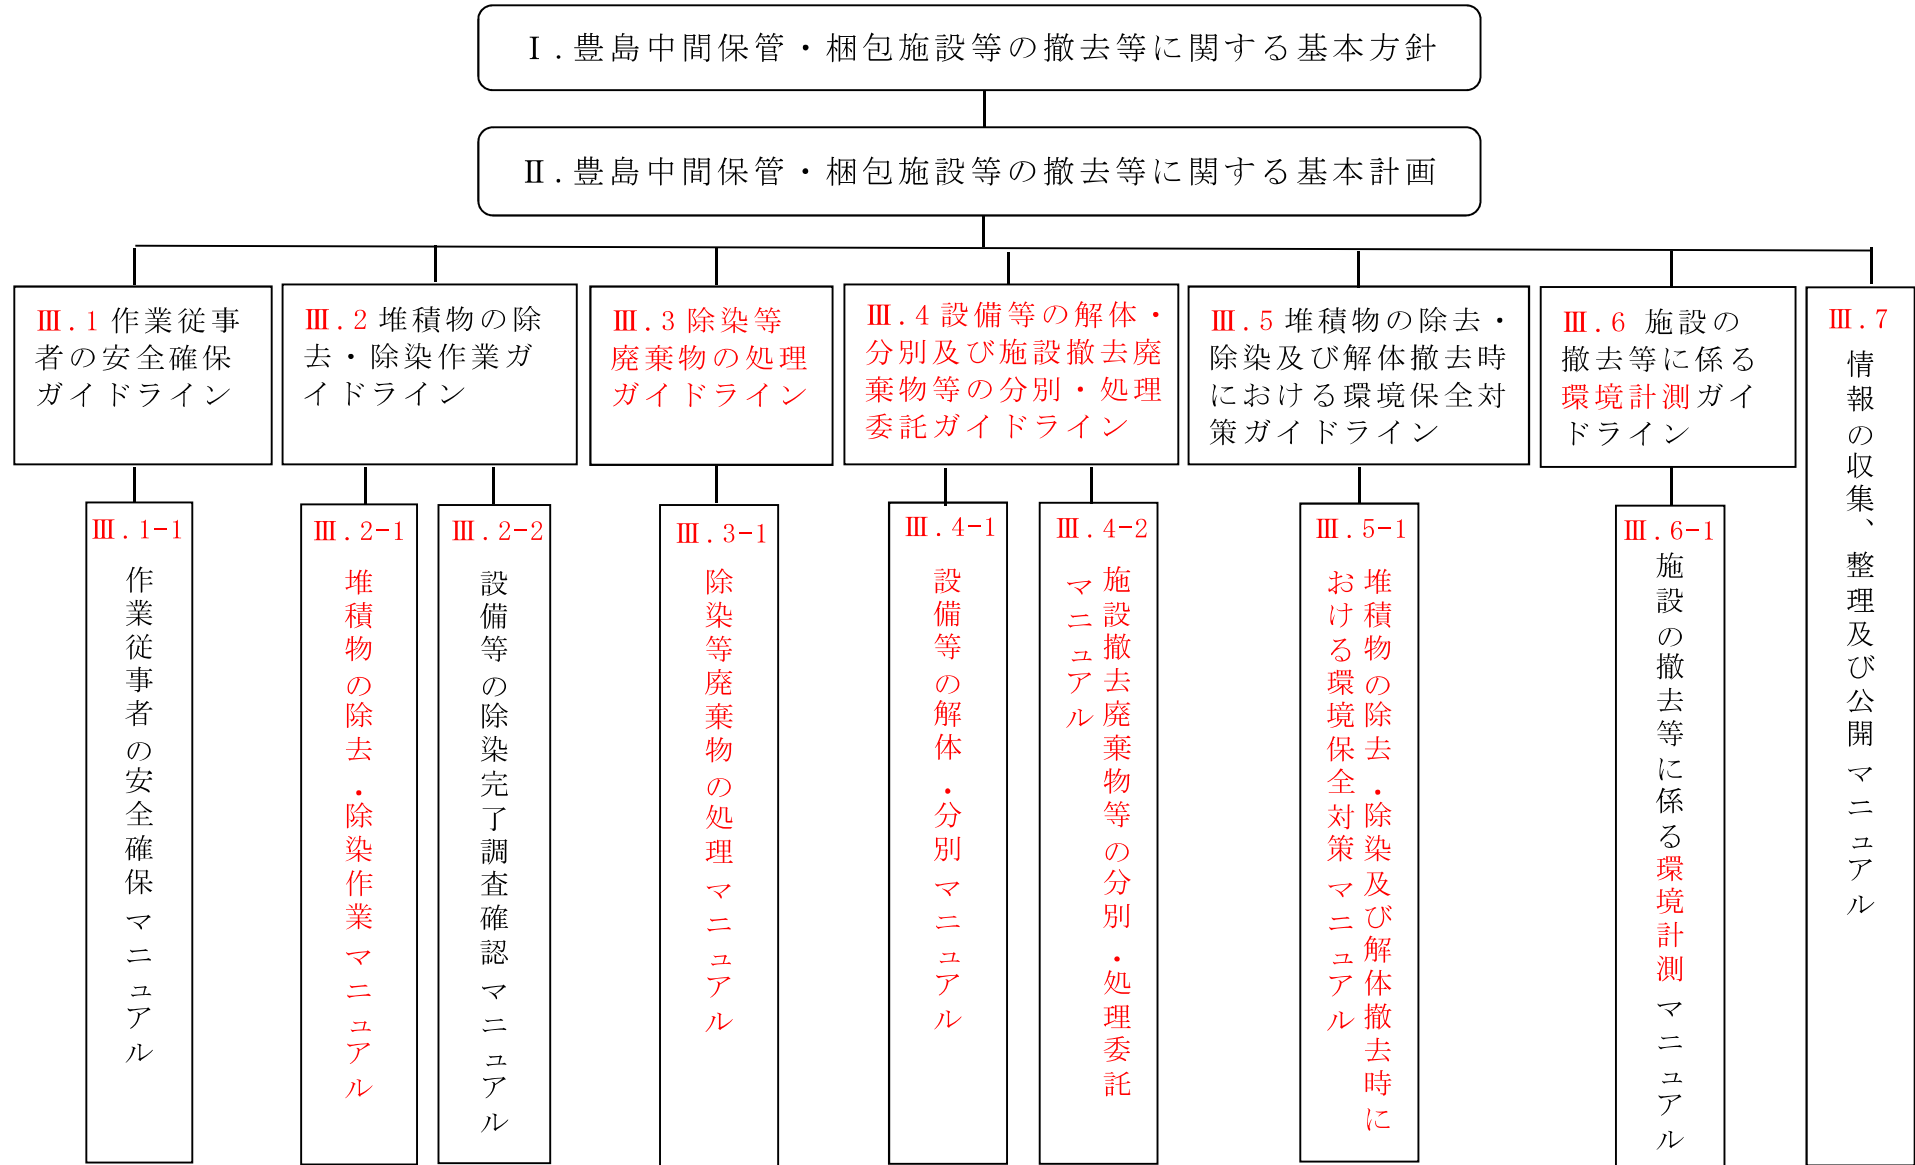 Ⅰ.豊島中間保管・梱包施設等の撤去等に関する基本方針
Ⅱ.豊島中間保管・梱包施設等の撤去等に関する基本計画
Ⅲ.1 作業従事
者の安全確保
ガイドライン
Ⅲ.2 堆積物の除
去・除染作業ガ
イドライン
Ⅲ.3 除染等
廃棄物の処理
ガイドライン
Ⅲ.4 設備等の解体・
分別及び施設撤去廃
棄物等の分別・処理
委託ガイドライン
Ⅲ.5 堆積物の除去・
除染及び解体撤去時
における環境保全対
策ガイドライン
Ⅲ.6 施設の
撤去等に係る
環境計測ガイ
ドライン
Ⅲ.7
情報の収集、整理及び公開マニュアル
Ⅲ.1-1
作業従事者の安全確保マニュアル
Ⅲ.2-1
堆積物の除去・除染作業マニュアル
Ⅲ.2-2
設備等の除染完了調査確認マニュアル
Ⅲ.3-1
除染等廃棄物の処理マニュアル
Ⅲ.4-1
設備等の解体・分別マニュアル
Ⅲ.4-2
施設撤去廃棄物等の分別・処理委託
マニュアル
Ⅲ.5-1
堆積物の除去・除染及び解体撤去時に
おける環境保全対策マニュアル
Ⅲ.6-1
施設の撤去等に係る環境計測マニュアル